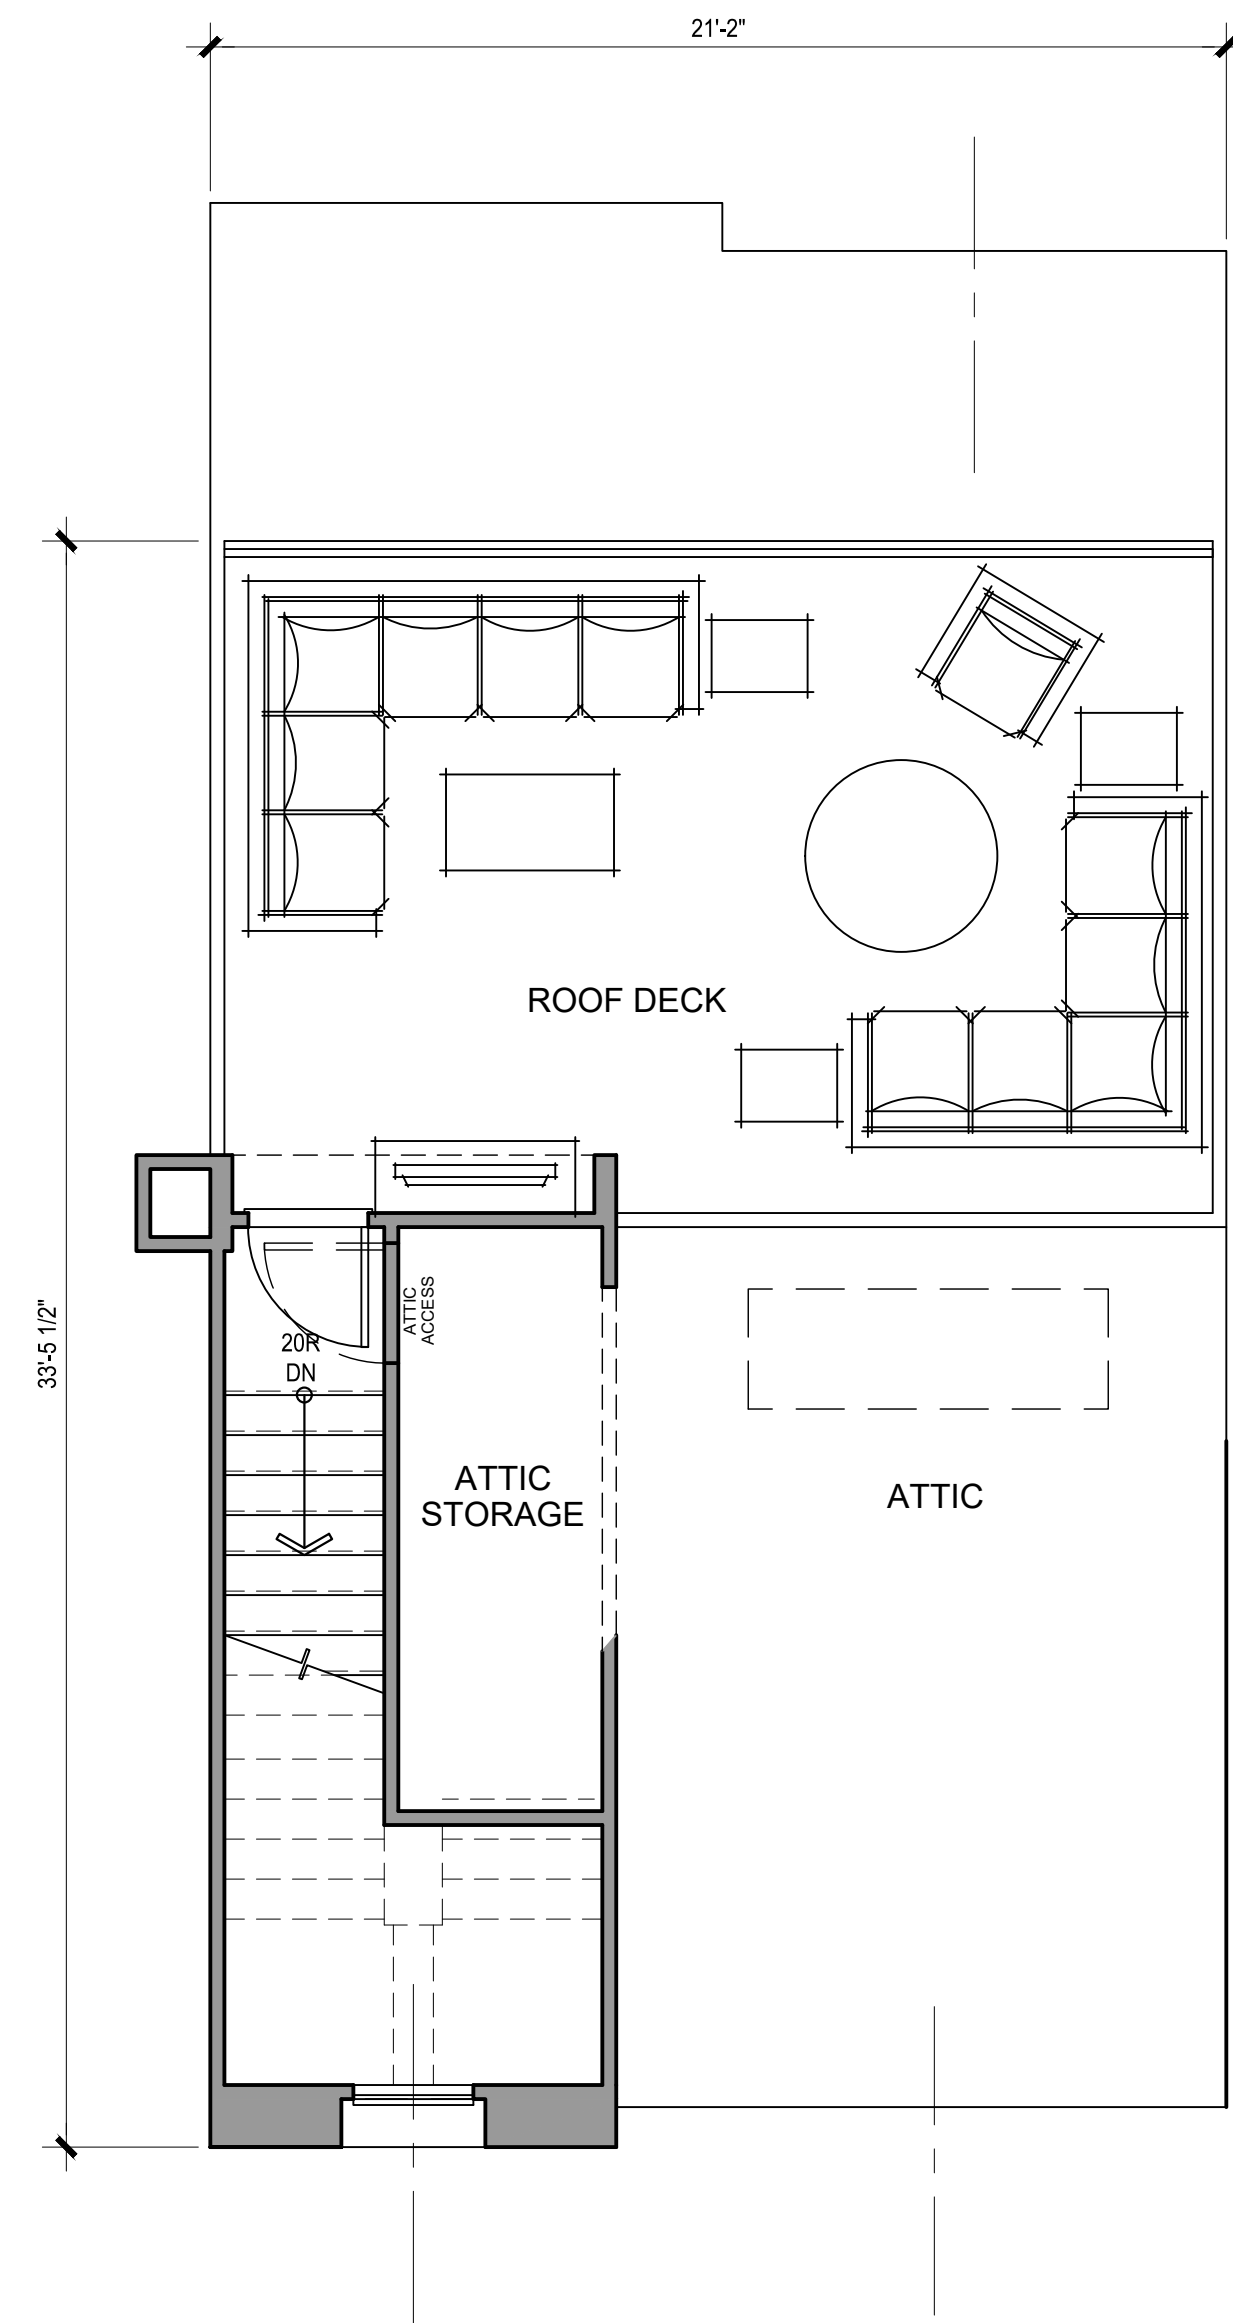 21'-2"
ROOF DECK
33'-5 1/2"
ATTIC
ACCESS
20R
DN
ATTIC
STORAGE
ATTIC